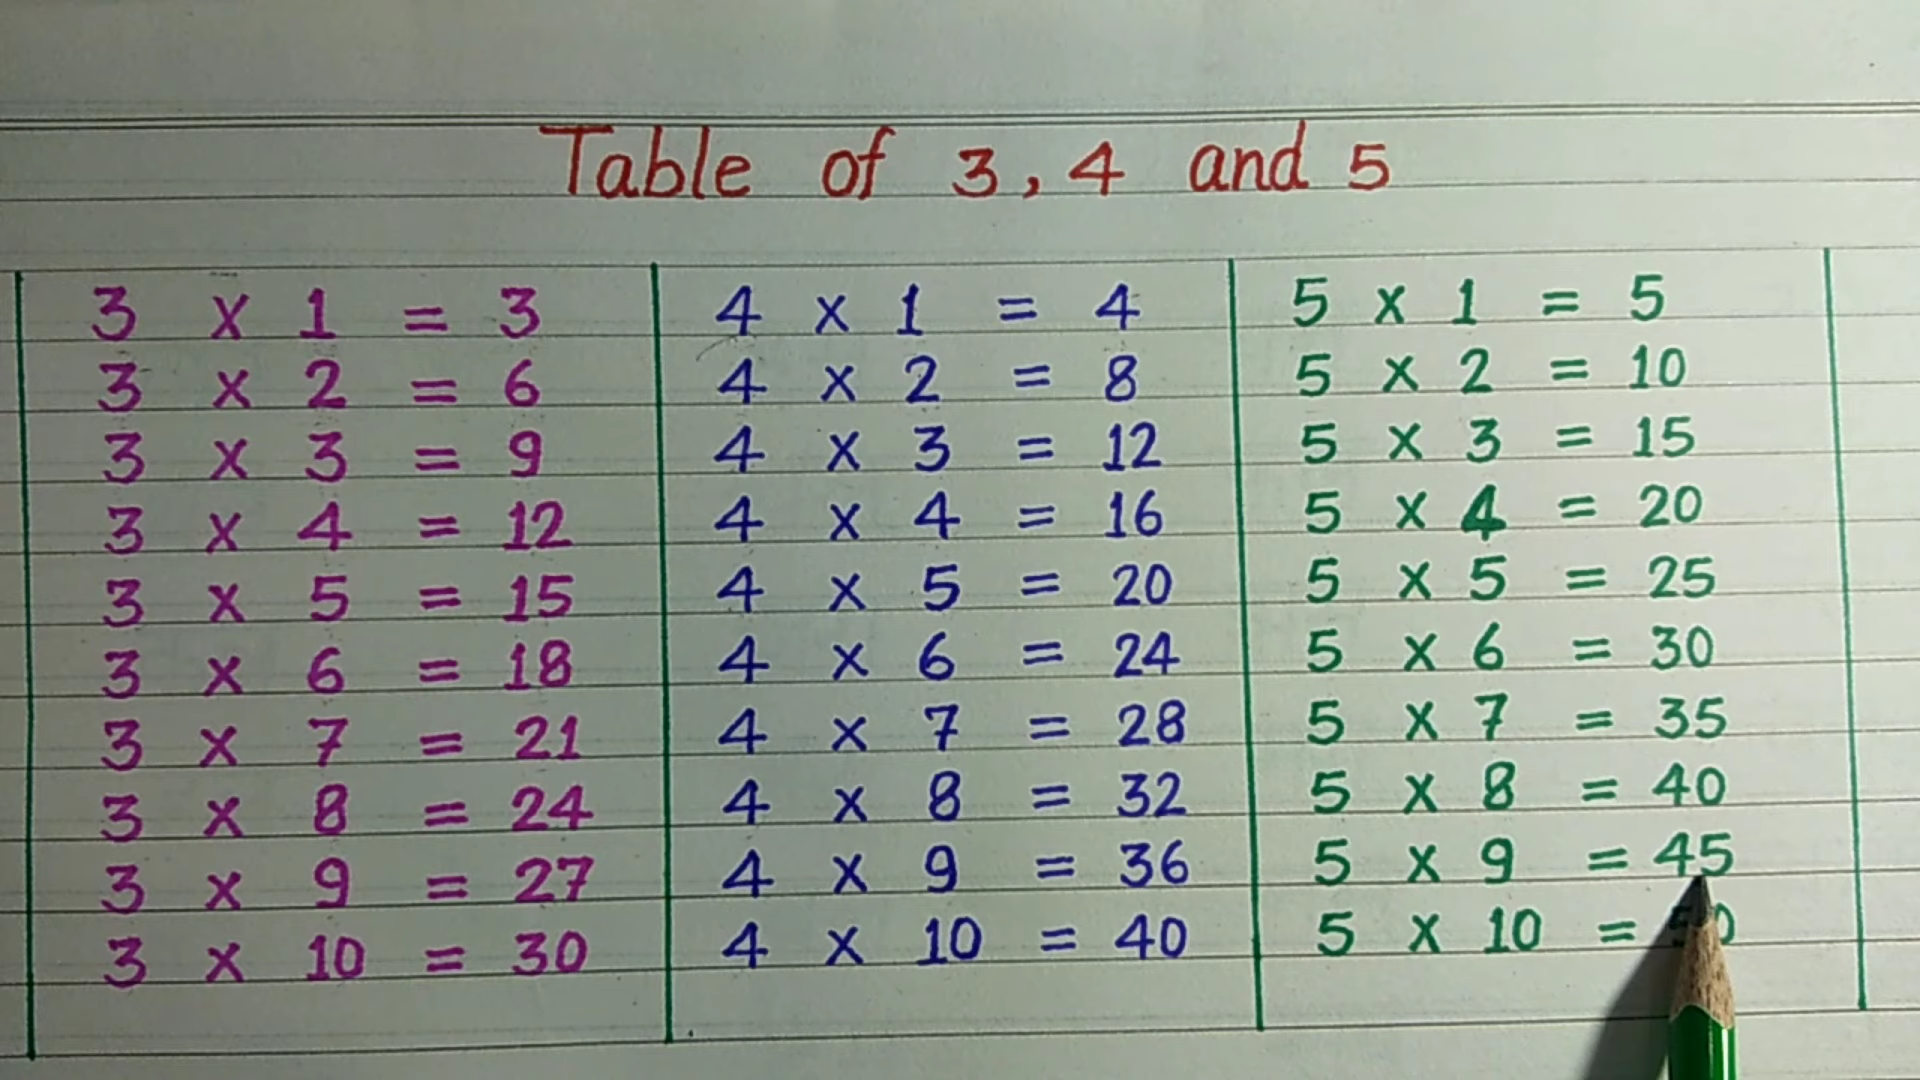 Table of 3, 4 and 5
3 x 1 = 3 4 x 1 = 4 5 x 1 = 5
3 x 2 = 6 4 x 2 = 8 5 x 2 = 10
3 x 3 = 9 4 x 3 = 12 5 x 3 = 15
3 x 4 = 12 4 x 4 = 16 5 x 4 = 20
3 x 5 = 15 4 x 5 = 20 5 x 5 = 25
3 x 6 = 18 4 x 6 = 24 5 x 6 = 30
3 x 7 = 21 4 x 7 = 28 5 x 7 = 35
3 x 8 = 24 4 x 8 = 32 5 x 8 = 40
3 x 9 = 27 4 x 9 = 36 5 x 9 = 45
3 x 10 = 30 4 x 10 = 40 5 x 10 = 50